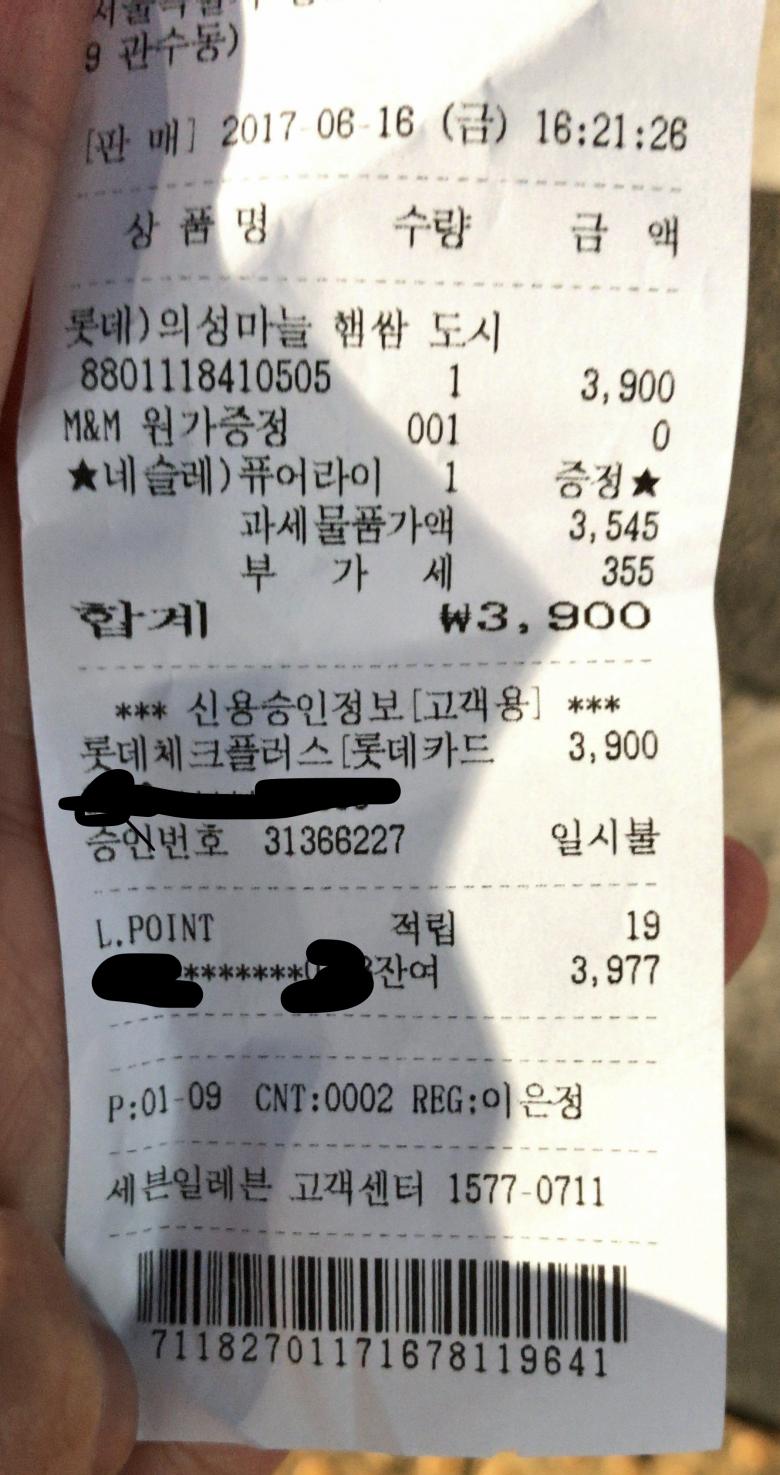 9 관수동)
[판 매] 2017-06-16 (금) 16:21:26
상 품 명 수량 금 액
롯데)의성마늘 햄쌈 도시
8801118410505 1 3,900
M&M 원가증정 001 0
★네슬레)퓨어라이 1 증정★
과세물품가액 3,545
부 가 세 355
합계 ₩3,900
*** 신용승인정보[고객용] ***
롯데체크플러스[롯데카드 3,900
승인번호 31366227 일시불
L.POINT 적립 19
*******잔여 3,977
P:01-09 CNT:0002 REG:이은정
세븐일레븐 고객센터 1577-0711
71182701171678119641